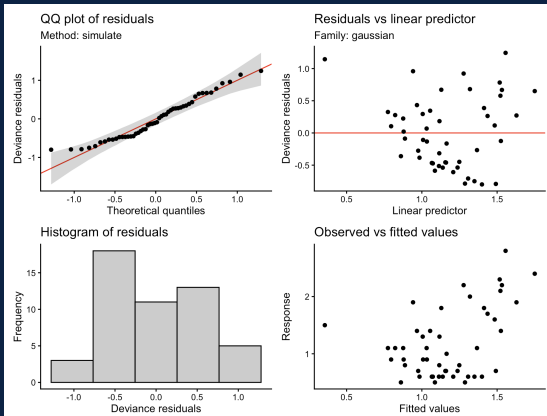 QQ plot of residuals
Method: simulate
Deviance residuals
1
0
-1
-1.0
-0.5
0.0
0.5
1.0
Theoretical quantiles
Residuals vs linear predictor
Family: gaussian
Deviance residuals
1.0
0.5
0.0
-0.5
0.5
1.0
1.5
Linear predictor
Histogram of residuals
Frequency
15
10
5
0
-1.0
-0.5
0.0
0.5
1.0
Deviance residuals
Observed vs fitted values
Response
2
1
0.5
1.0
1.5
Fitted values